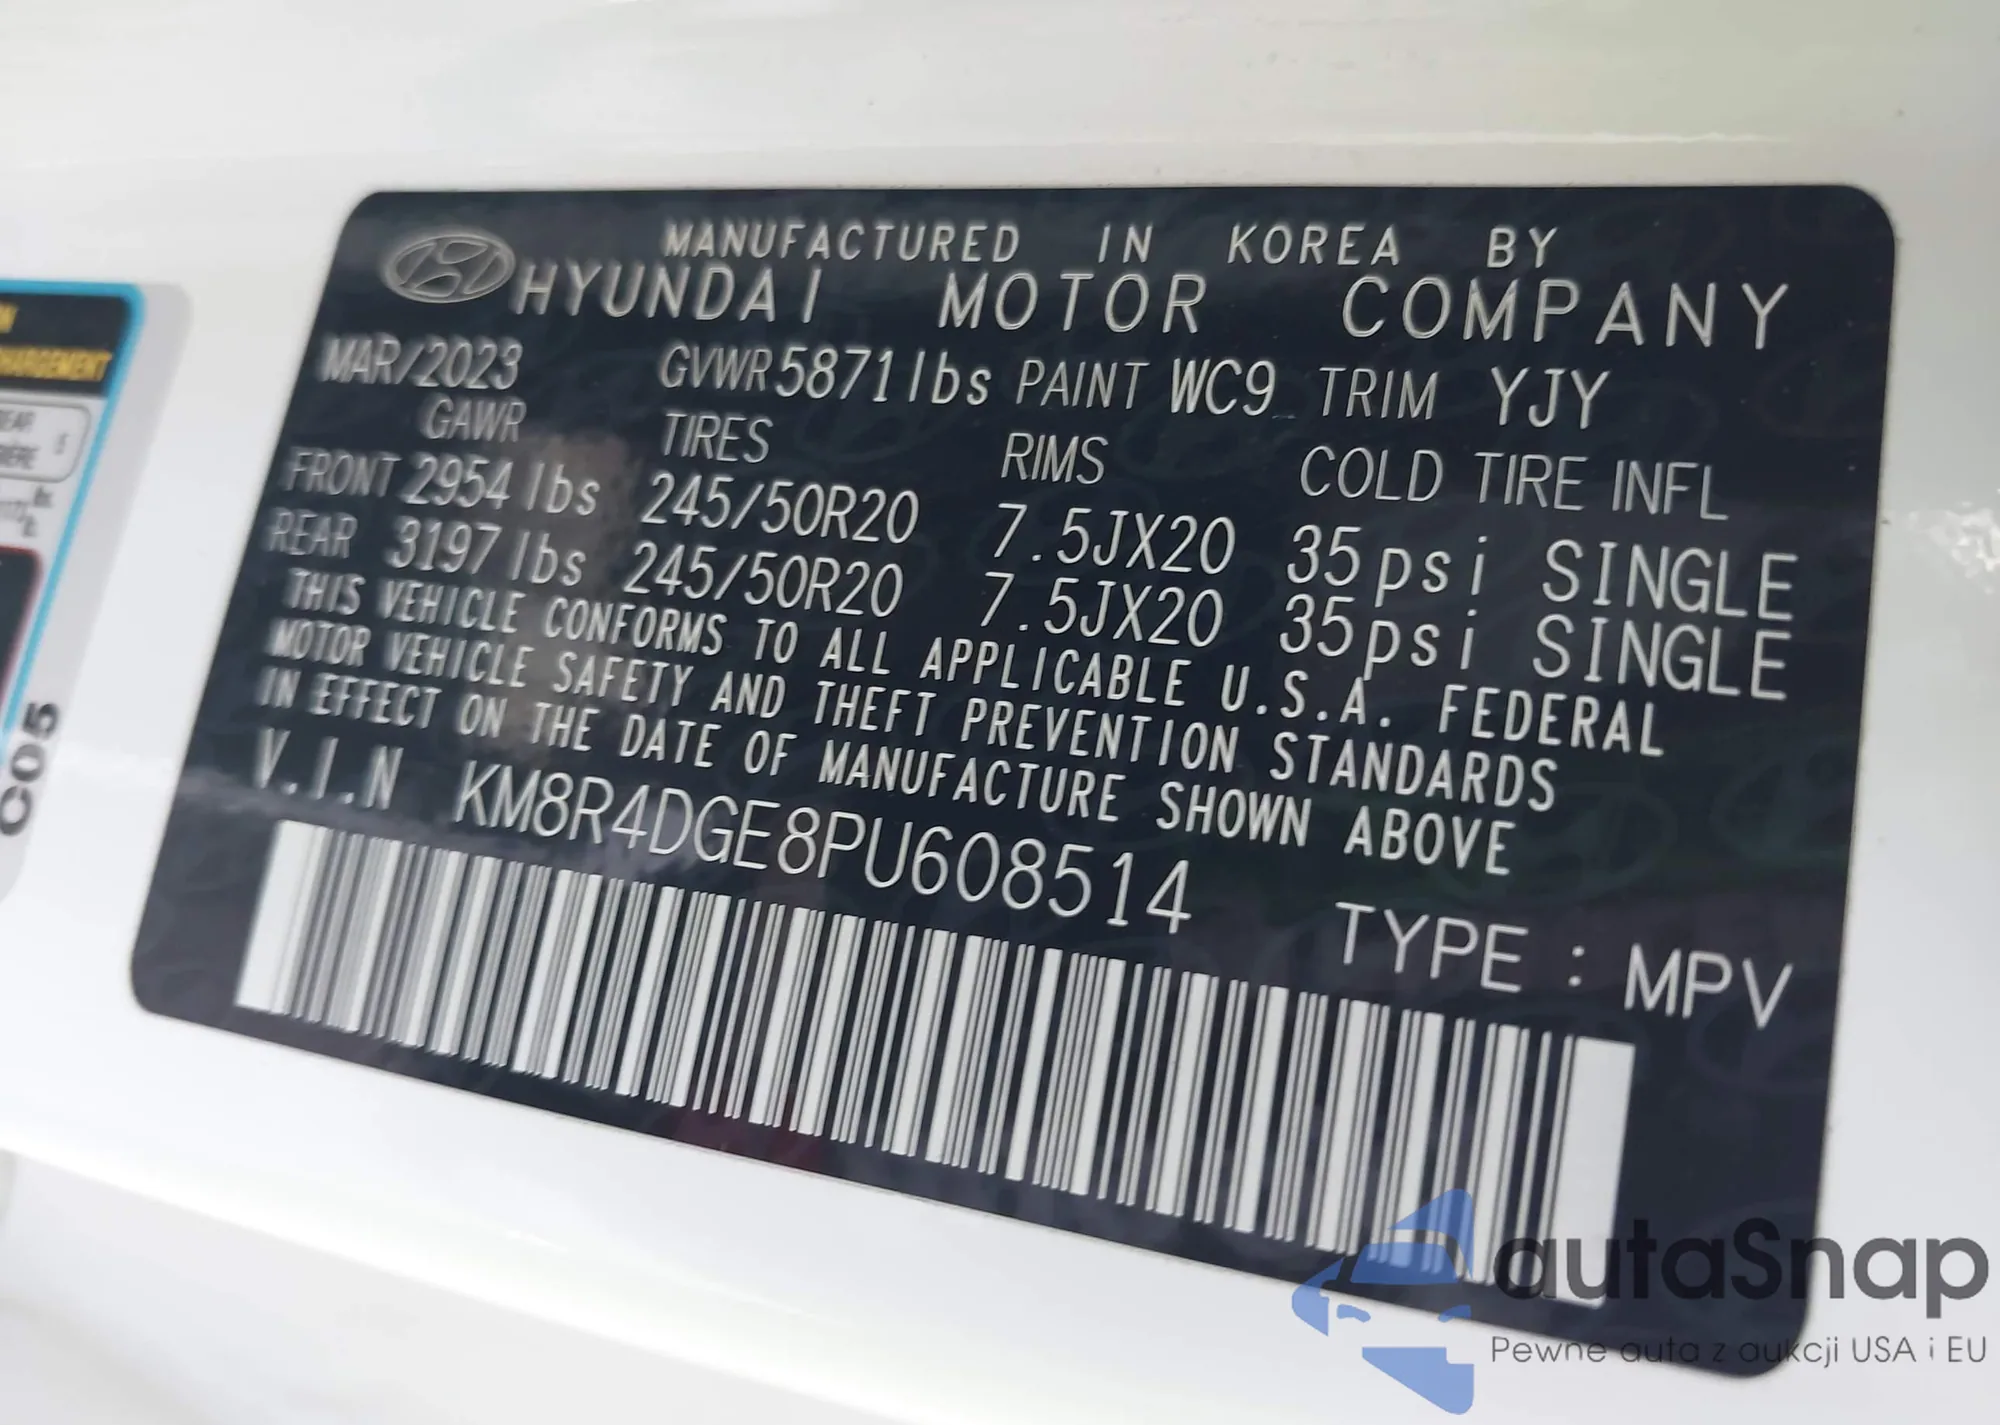 MANUFACTURED IN KOREA BY
HYUNDAI MOTOR COMPANY
MAR/2023 GVWR 5871lbs PAINT WC9 TRIM YJY
GAWR TIRES RIMS COLD TIRE INFL
FRONT 2954 lbs 245/50R20 7.5JX20 35psi SINGLE
REAR 3197 lbs 245/50R20 7.5JX20 35psi SINGLE
THIS VEHICLE CONFORMS TO ALL APPLICABLE U.S.A. FEDERAL
MOTOR VEHICLE SAFETY AND THEFT PREVENTION STANDARDS
IN EFFECT ON THE DATE OF MANUFACTURE SHOWN ABOVE
V.I.N KM8R4DGE8PU608514
TYPE : MPV
C05
autaSnap
Pewne auta z aukcji USA i EU